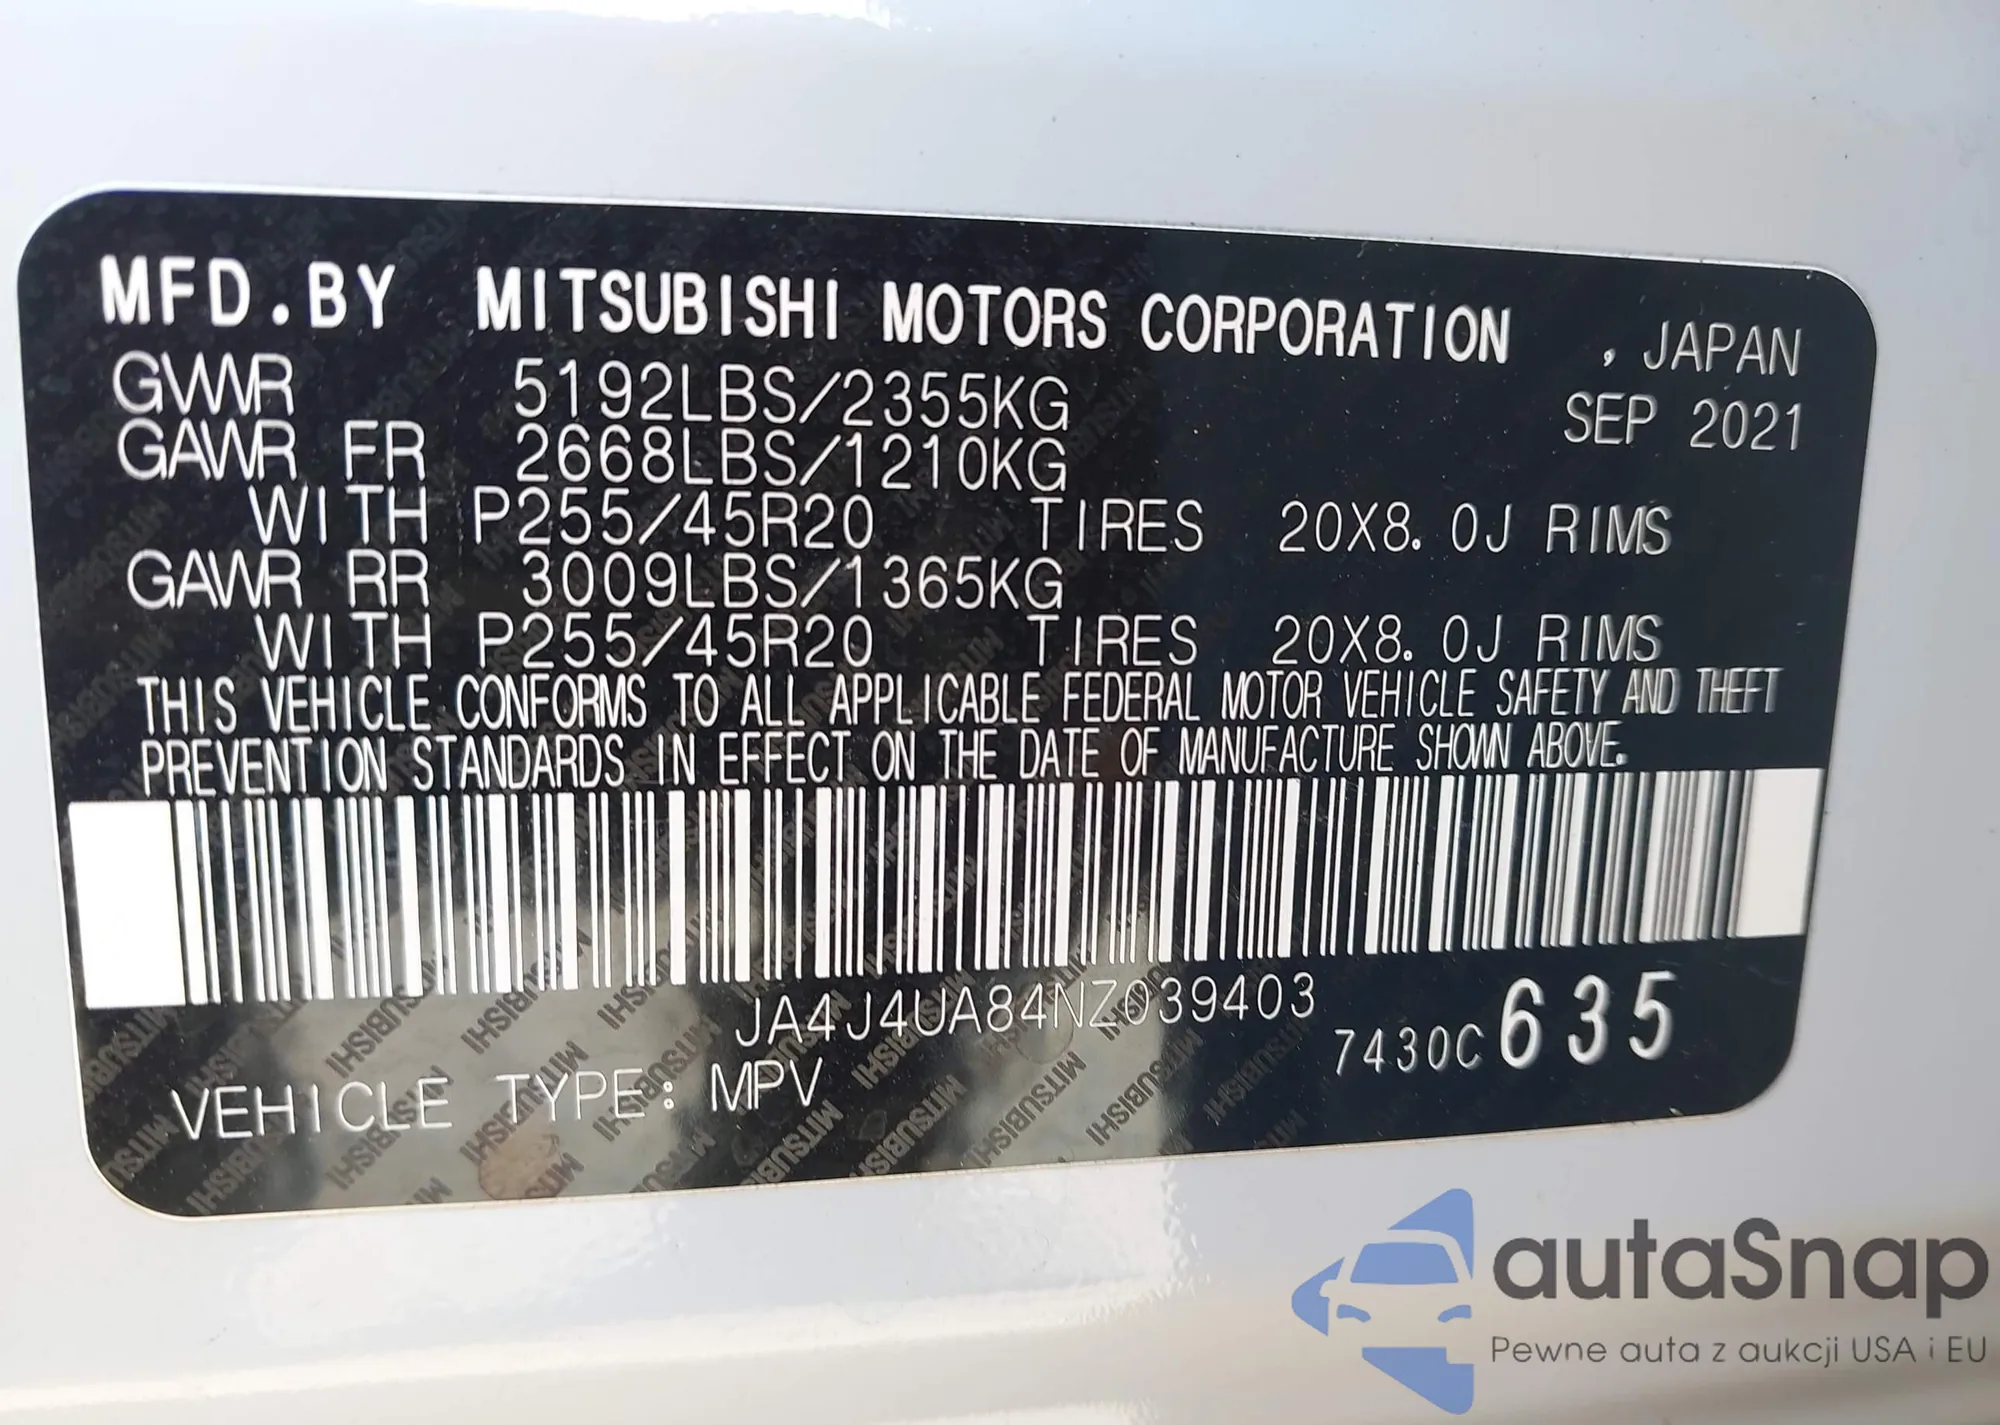 MFD.BY MITSUBISHI MOTORS CORPORATION , JAPAN
GVWR 5192LBS/2355KG SEP 2021
GAWR FR 2668LBS/1210KG
WITH P255/45R20 TIRES 20X8.0J RIMS
GAWR RR 3009LBS/1365KG
WITH P255/45R20 TIRES 20X8.0J RIMS
THIS VEHICLE CONFORMS TO ALL APPLICABLE FEDERAL MOTOR VEHICLE SAFETY AND THEFT
PREVENTION STANDARDS IN EFFECT ON THE DATE OF MANUFACTURE SHOWN ABOVE.
JA4J4UA84NZ039403
7430C 635
VEHICLE TYPE: MPV
autaSnap
Pewne auta z aukcji USA i EU